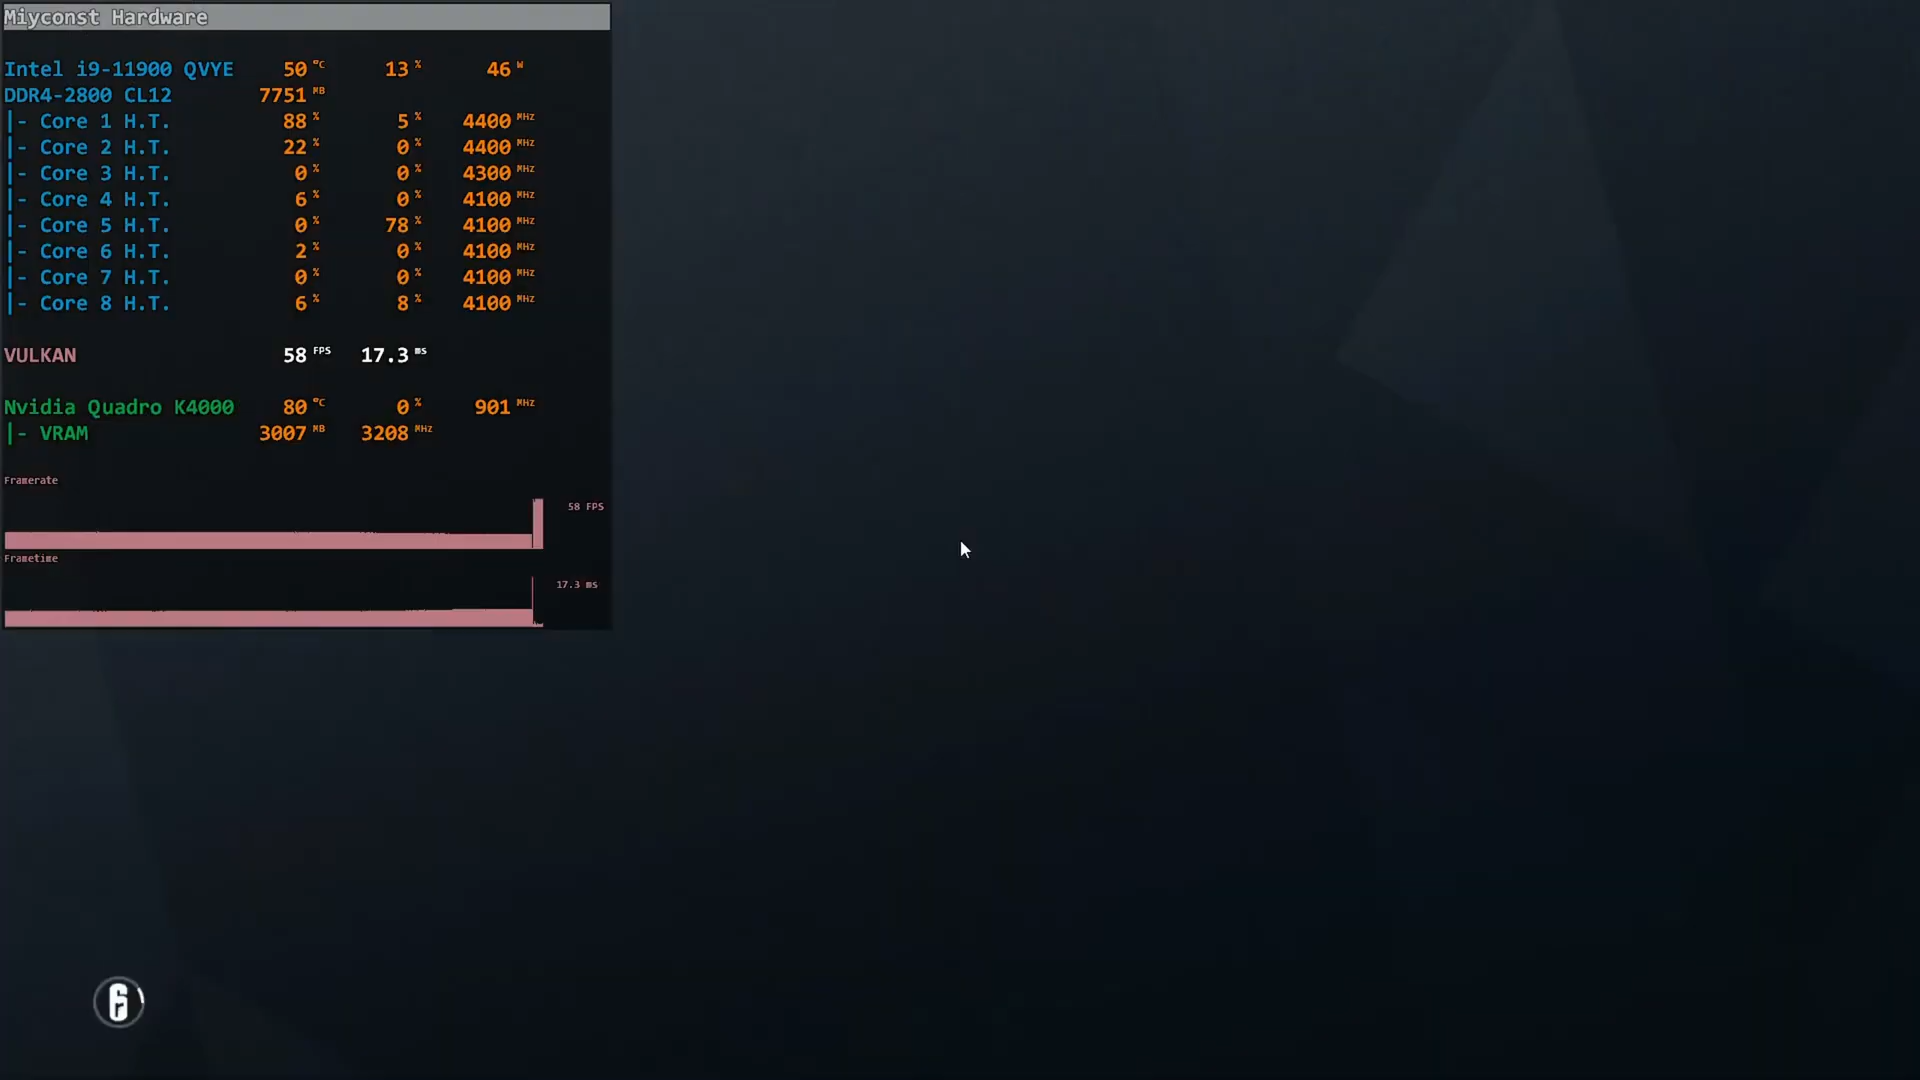 Miyconst Hardware
Intel i9-11900 QVYE 50 °C 13 % 46 W
DDR4-2800 CL12 7751 MB
|- Core 1 H.T. 88 % 5 % 4400 MHz
|- Core 2 H.T. 22 % 0 % 4400 MHz
|- Core 3 H.T. 0 % 0 % 4300 MHz
|- Core 4 H.T. 6 % 0 % 4100 MHz
|- Core 5 H.T. 0 % 78 % 4100 MHz
|- Core 6 H.T. 2 % 0 % 4100 MHz
|- Core 7 H.T. 0 % 0 % 4100 MHz
|- Core 8 H.T. 6 % 8 % 4100 MHz
VULKAN 58 FPS 17.3 ms
Nvidia Quadro K4000 80 °C 0 % 901 MHz
|- VRAM 3007 MB 3208 MHz
Framerate
58 FPS
Frametime
17.3 ms
6